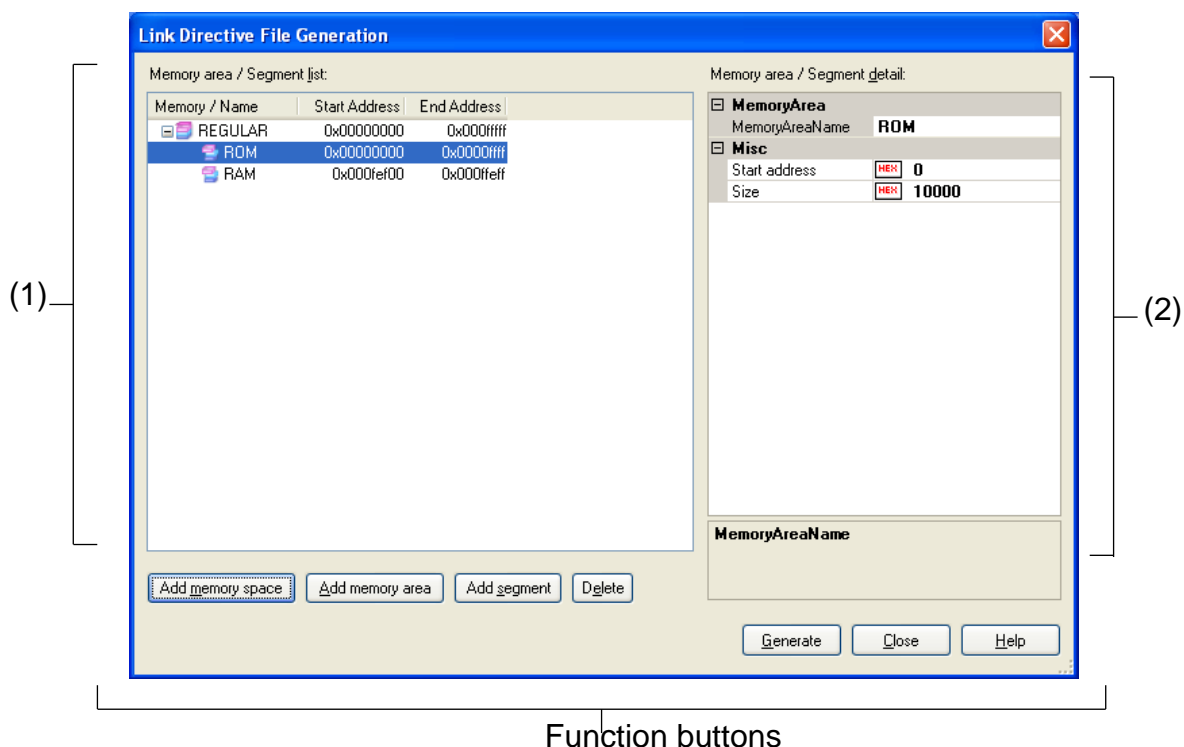 Link Directive File Generation
Memory area / Segment list:
Memory / Name Start Address End Address
REGULAR 0x00000000 0x000fffff
ROM 0x00000000 0x0000ffff
RAM 0x000fef00 0x000ffeff
Add memory space Add memory area Add segment Delete
Memory area / Segment detail:
MemoryArea
MemoryAreaName ROM
Misc
Start address HEX 0
Size HEX 10000
MemoryAreaName
Generate Close Help
(1)
(2)
Function buttons